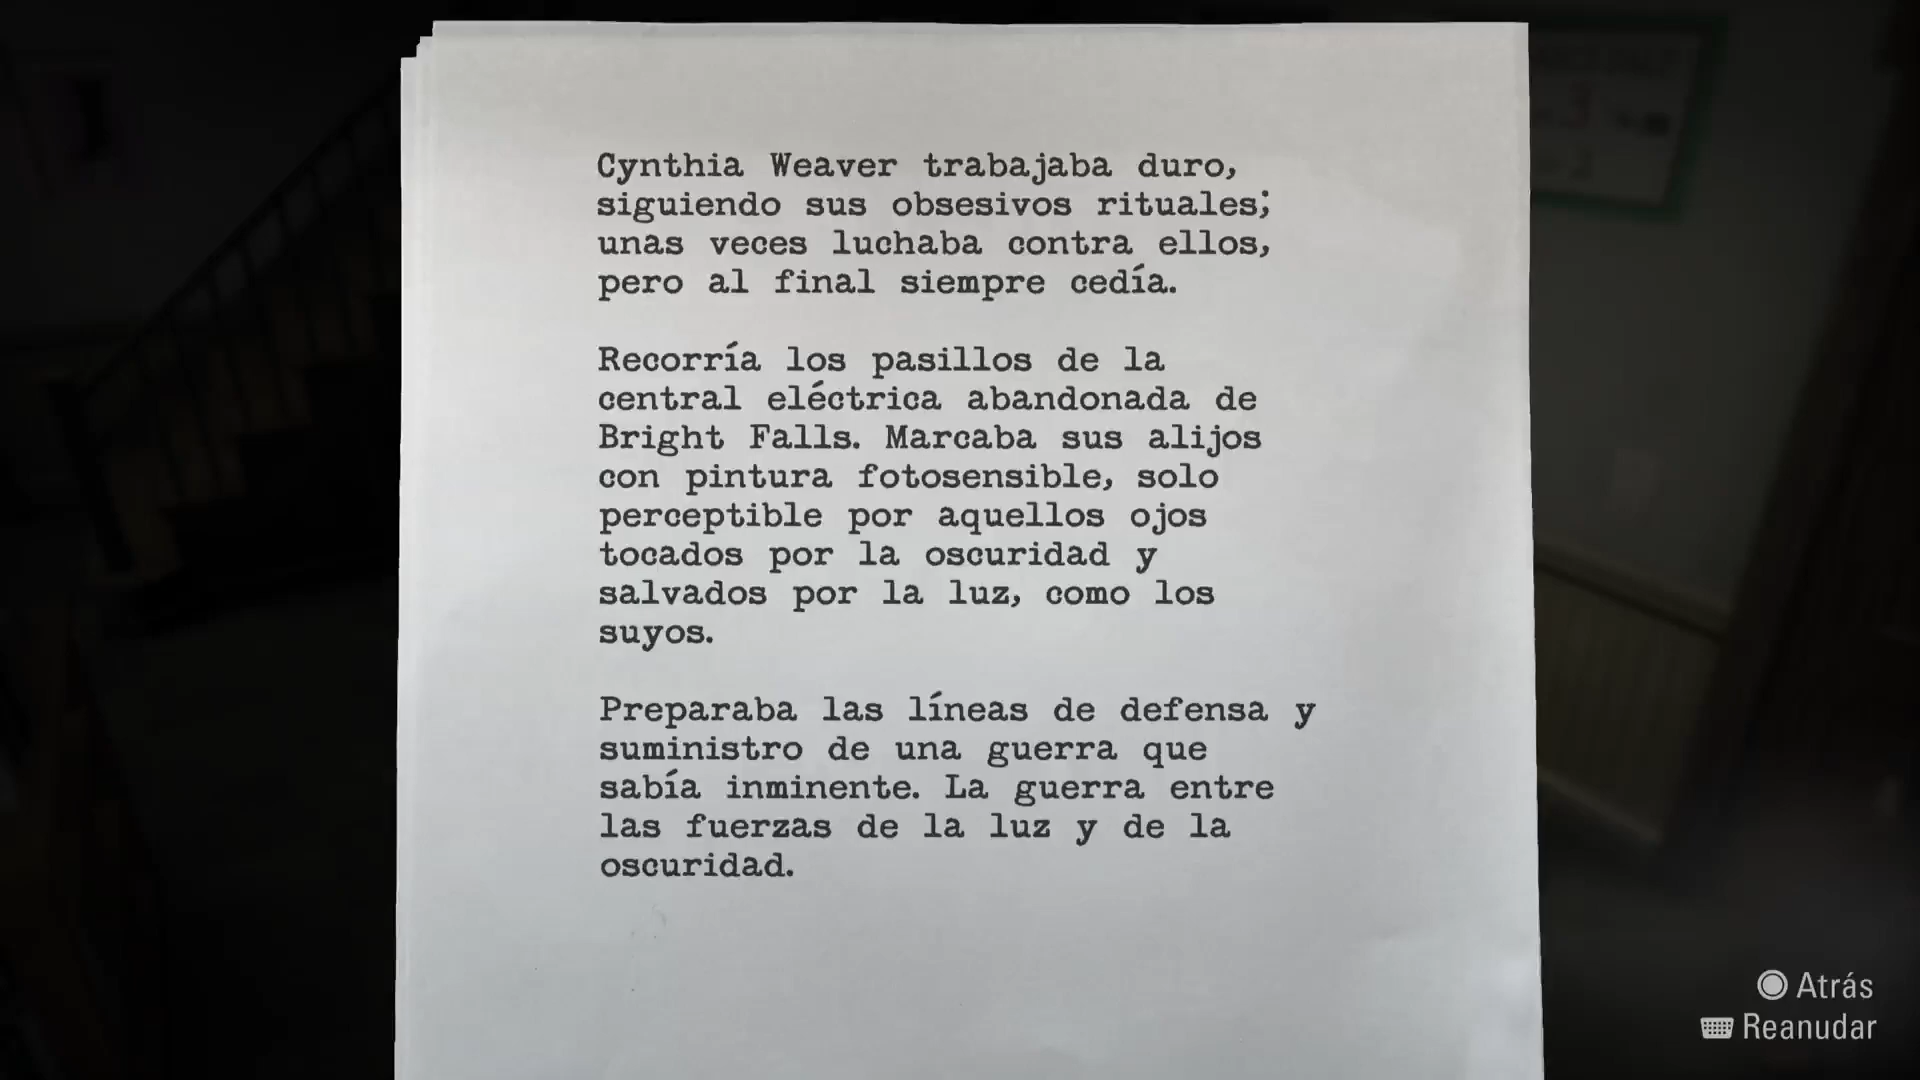 Cynthia Weaver trabajaba duro,
siguiendo sus obsesivos rituales;
unas veces luchaba contra ellos,
pero al final siempre cedía.
Recorría los pasillos de la
central eléctrica abandonada de
Bright Falls. Marcaba sus alijos
con pintura fotosensible, solo
perceptible por aquellos ojos
tocados por la oscuridad y
salvados por la luz, como los
suyos.
Preparaba las líneas de defensa y
suministro de una guerra que
sabía inminente. La guerra entre
las fuerzas de la luz y de la
oscuridad.
Atrás
Reanudar